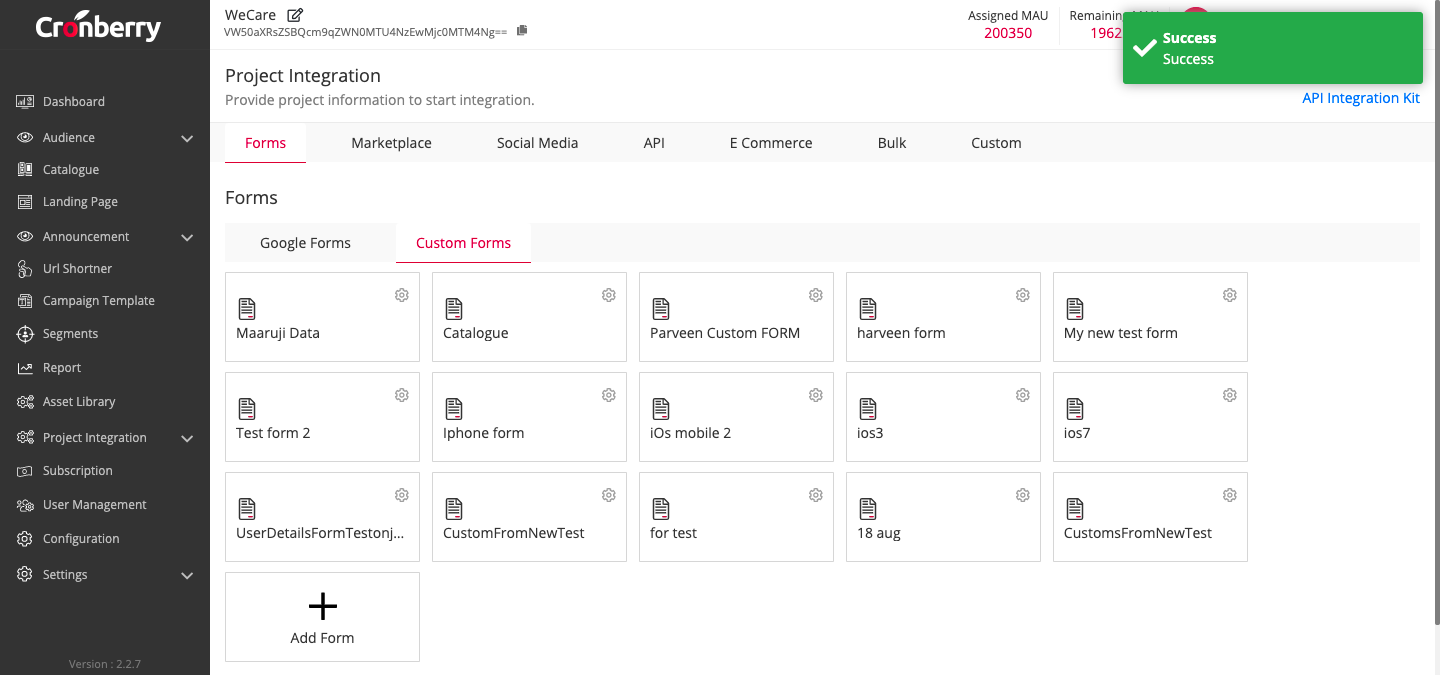 Cronberry
WeCare
VW50aXRsZSBQcm9qZWN0MTU4NzEwMjc0MTM4Ng==
Assigned MAU
200350
Remaining
1962
Success
Success
Project Integration
Provide project information to start integration.
API Integration Kit
Forms
Marketplace
Social Media
API
E Commerce
Bulk
Custom
Forms
Google Forms
Custom Forms
Maaruji Data
Catalogue
Parveen Custom FORM
harveen form
My new test form
Test form 2
Iphone form
iOs mobile 2
ios3
ios7
UserDetailsFormTestonj...
CustomFromNewTest
for test
18 aug
CustomsFromNewTest
Add Form
Dashboard
Audience
Catalogue
Landing Page
Announcement
Url Shortner
Campaign Template
Segments
Report
Asset Library
Project Integration
Subscription
User Management
Configuration
Settings
Version : 2.2.7